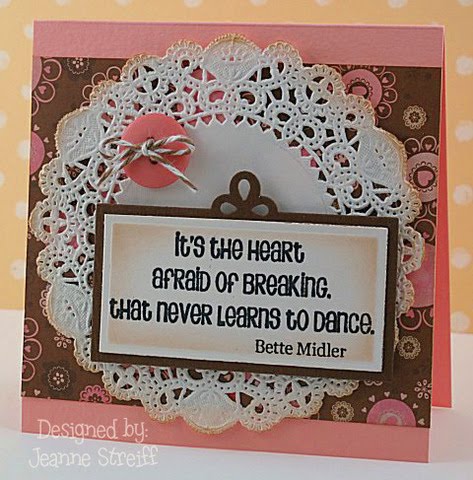 it's the heart
afraid of breaking,
that never learns to dance.
Bette Midler
Designed by:
Jeanne Streiff